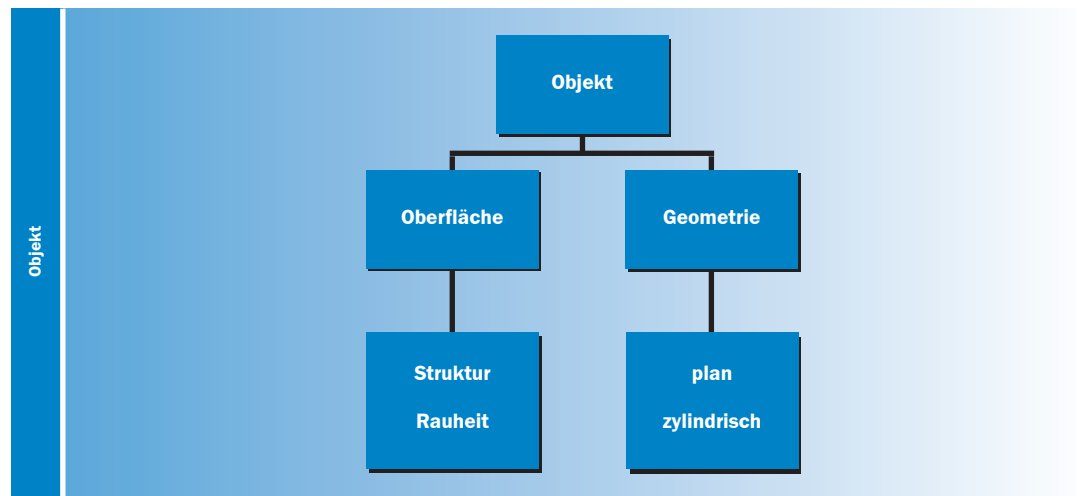 Objekt
Objekt
Oberfläche
Geometrie
Struktur
Rauheit
plan
zylindrisch